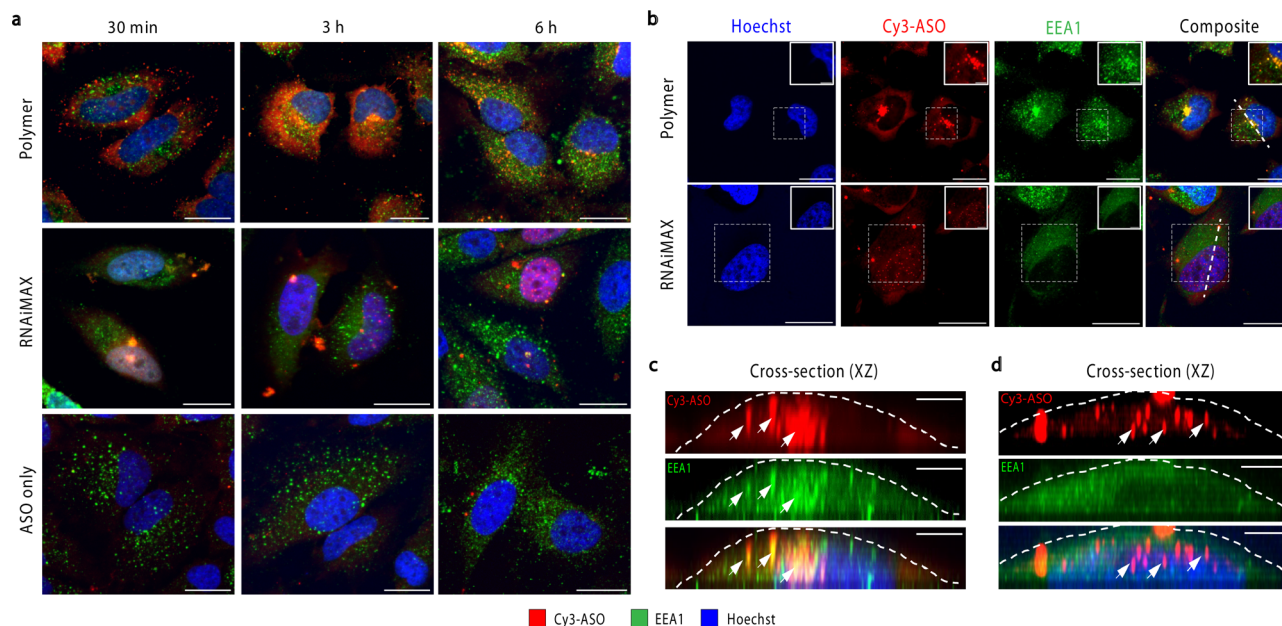 a
30 min
3 h
6 h
Polymer
RNAiMAX
ASO only
b
Hoechst
Cy3-ASO
EEA1
Composite
Polymer
RNAiMAX
c
Cross-section (XZ)
Cy3-ASO
EEA1
d
Cross-section (XZ)
Cy3-ASO
EEA1
Cy3-ASO
EEA1
Hoechst